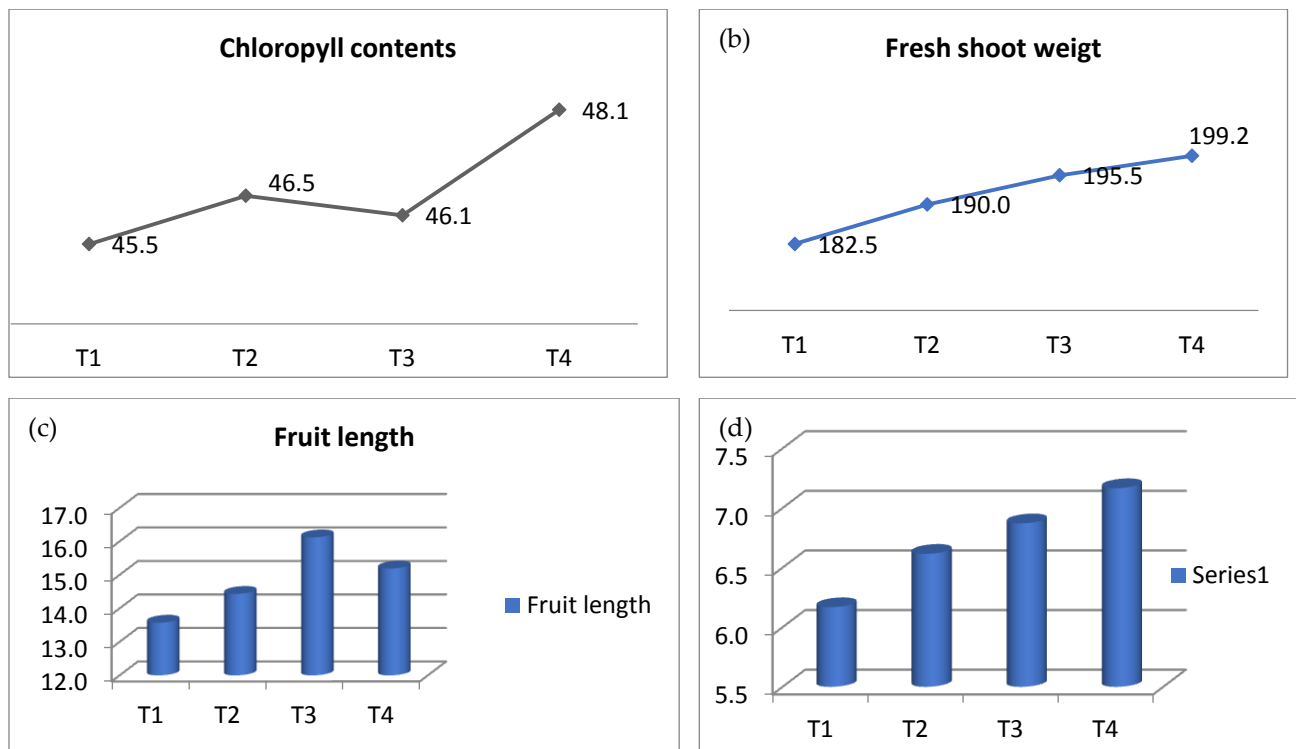 Chloropyll contents
48.1
46.5
46.1
45.5
T1 T2 T3 T4
(b)
Fresh shoot weigt
199.2
195.5
190.0
182.5
T1 T2 T3 T4
(c)
Fruit length
17.0
16.0
15.0
14.0
13.0
12.0
T1 T2 T3 T4
Fruit length
(d)
7.5
7.0
6.5
6.0
5.5
T1 T2 T3 T4
Series1